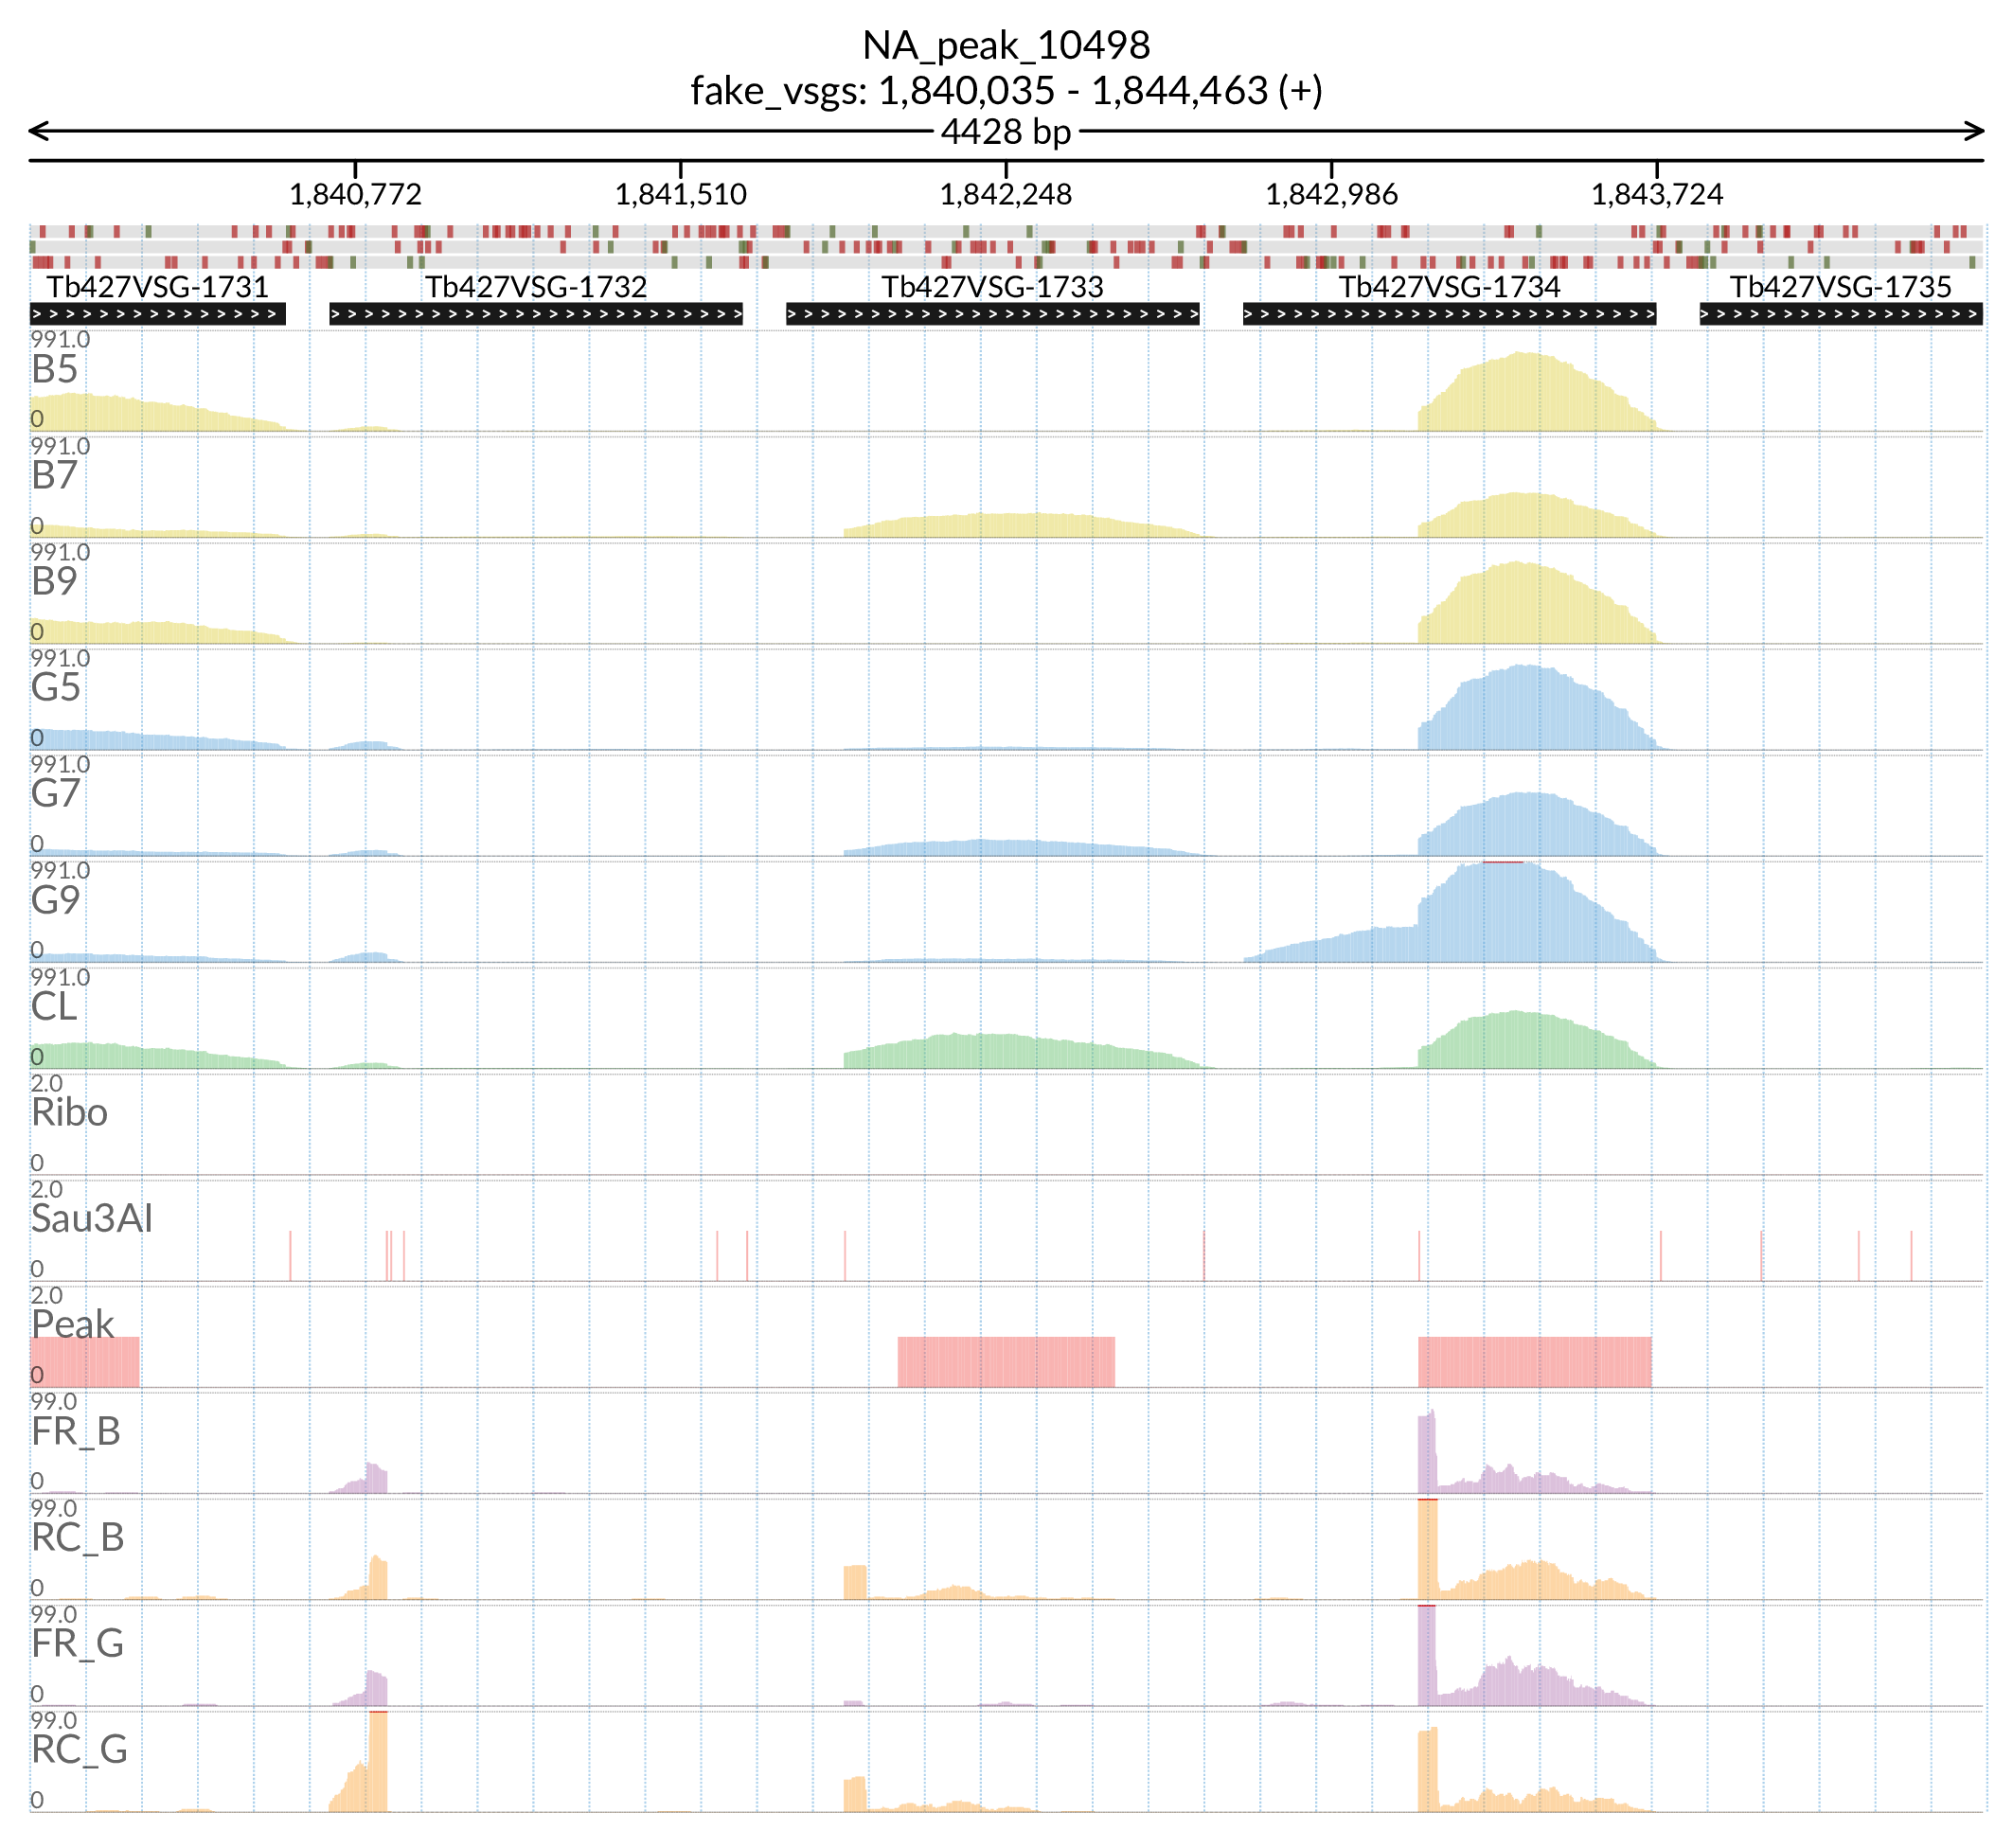 NA_peak_10498
fake_vsgs: 1,840,035 - 1,844,463 (+)
4428 bp
1,840,772 1,841,510 1,842,248 1,842,986 1,843,724
Tb427VSG-1731 Tb427VSG-1732 Tb427VSG-1733 Tb427VSG-1734 Tb427VSG-1735
991.0
B5
0
991.0
B7
0
991.0
B9
0
991.0
G5
0
991.0
G7
0
991.0
G9
0
991.0
CL
0
2.0
Ribo
0
2.0
Sau3AI
0
2.0
Peak
0
99.0
FR_B
0
99.0
RC_B
0
99.0
FR_G
0
99.0
RC_G
0